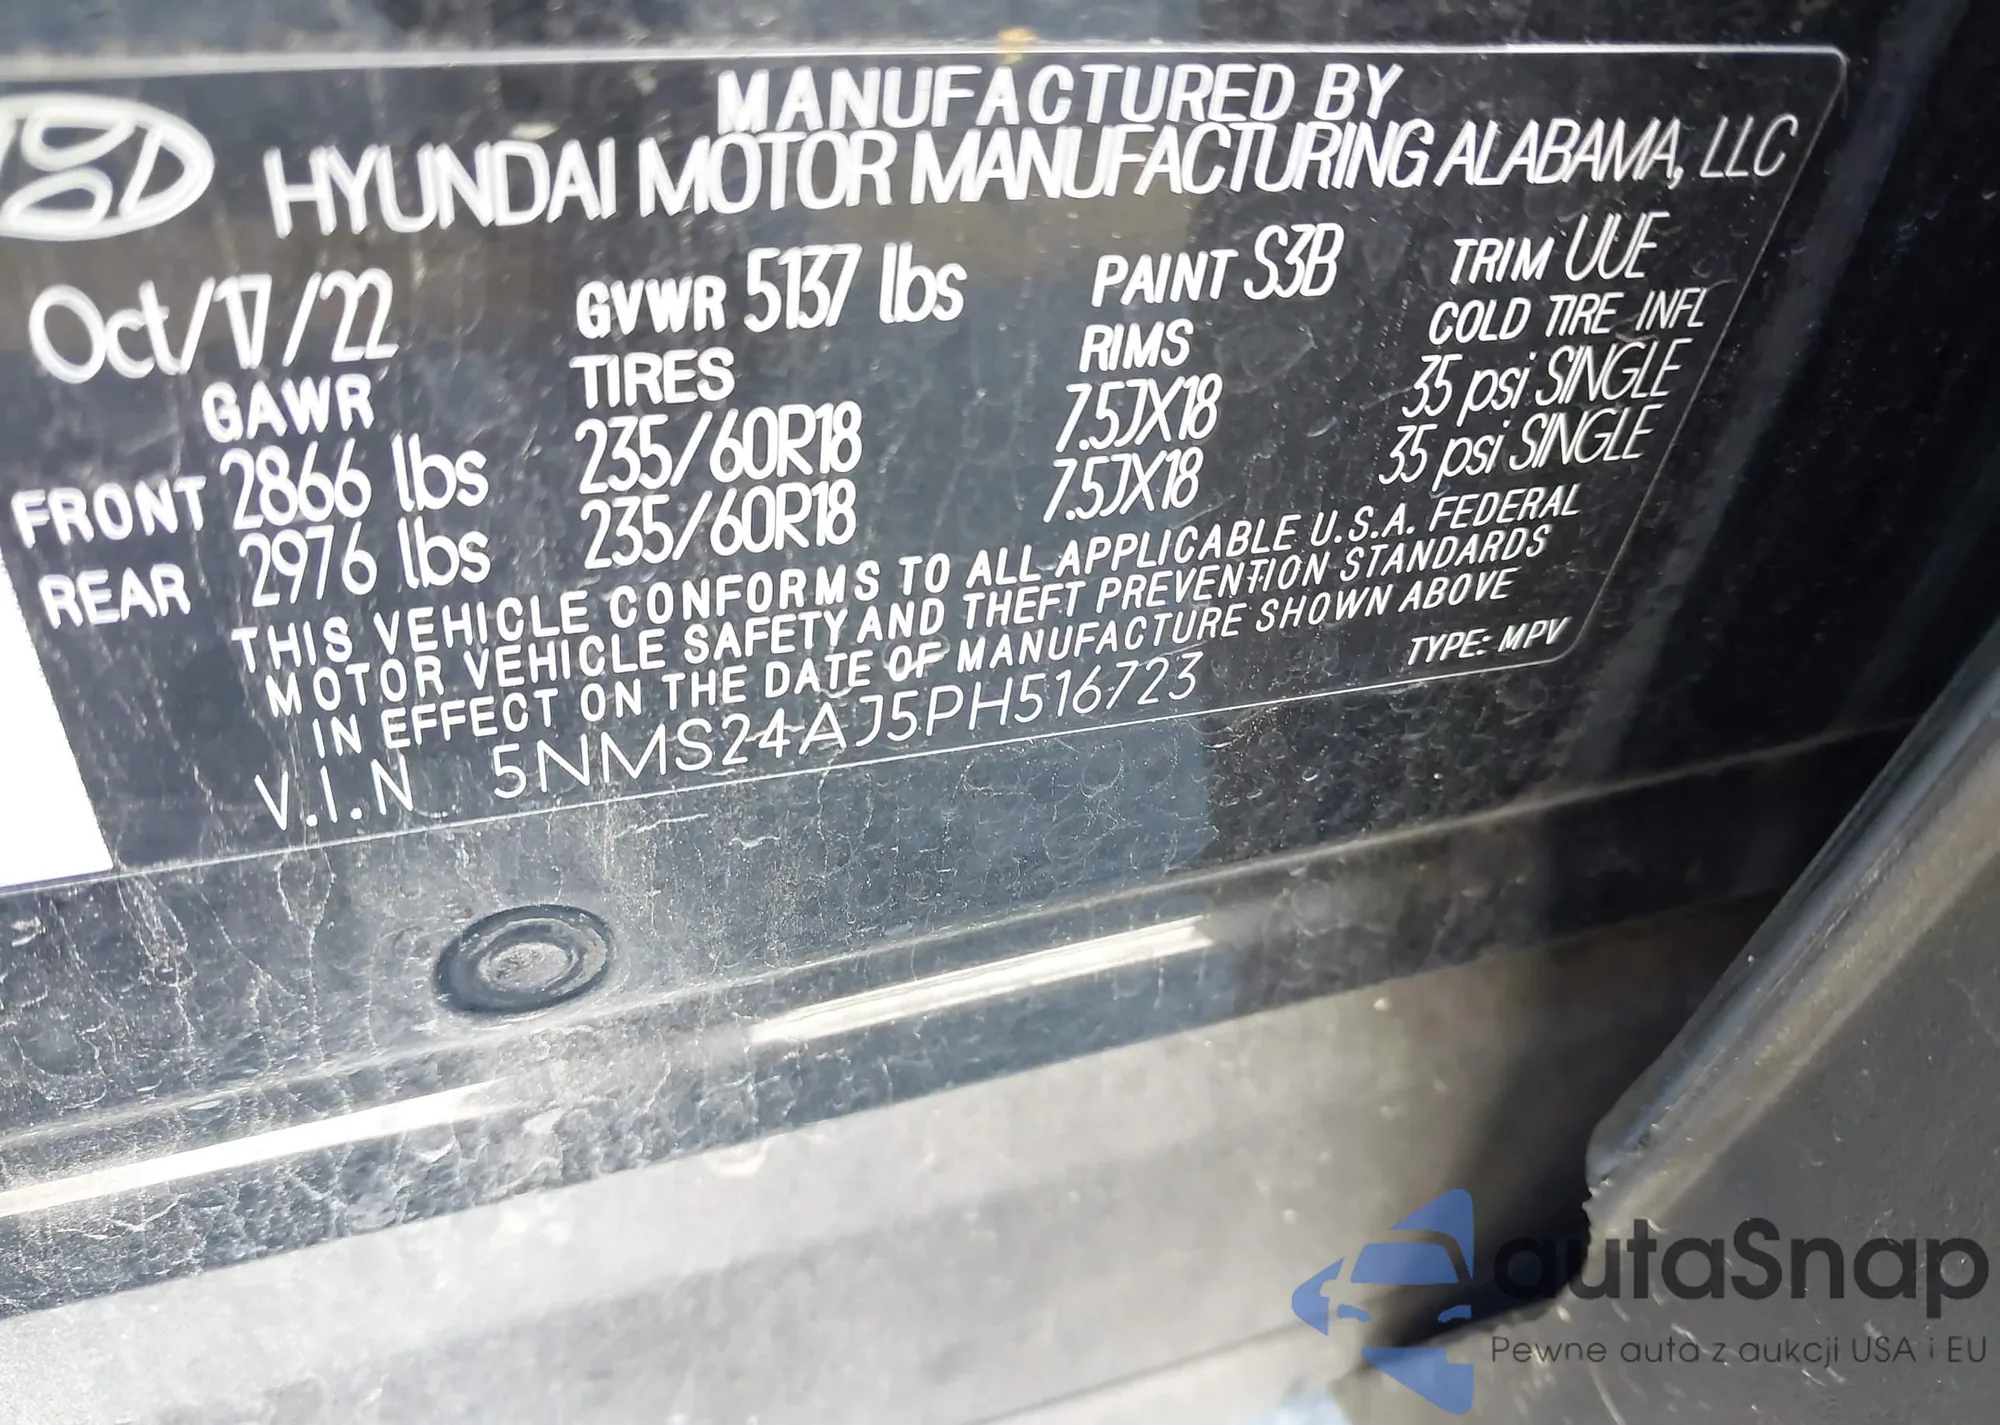 MANUFACTURED BY
HYUNDAI MOTOR MANUFACTURING ALABAMA, LLC
Oct/17/22 GVWR 5137 lbs PAINT S3B TRIM UUE
GAWR TIRES RIMS COLD TIRE INFL
FRONT 2866 lbs 235/60R18 7.5JX18 35 psi SINGLE
REAR 2976 lbs 235/60R18 7.5JX18 35 psi SINGLE
THIS VEHICLE CONFORMS TO ALL APPLICABLE U.S.A. FEDERAL
MOTOR VEHICLE SAFETY AND THEFT PREVENTION STANDARDS
IN EFFECT ON THE DATE OF MANUFACTURE SHOWN ABOVE
V.I.N 5NMS24AJ5PH516723 TYPE: MPV
autaSnap
Pewne auta z aukcji USA i EU